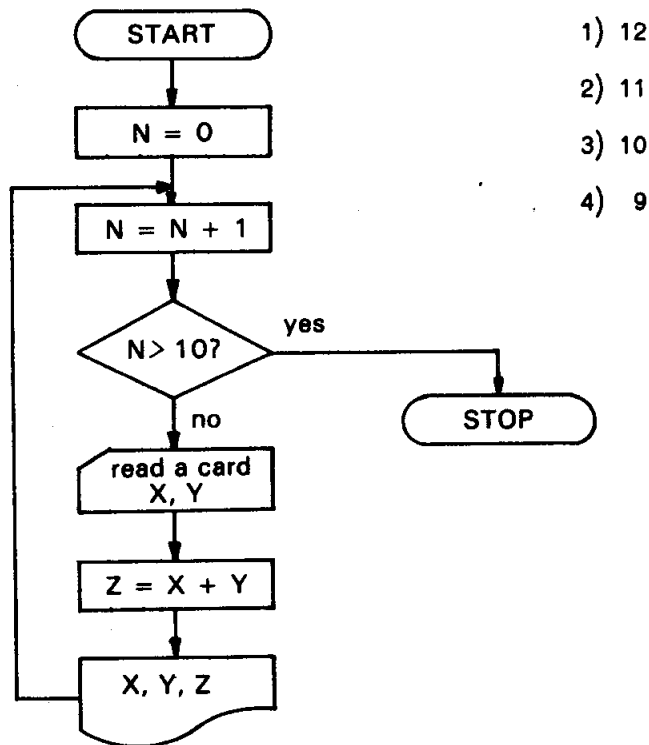 START
N = 0
N = N + 1
N > 10?
yes
STOP
no
read a card
X, Y
Z = X + Y
X, Y, Z
1) 12
2) 11
3) 10
4) 9